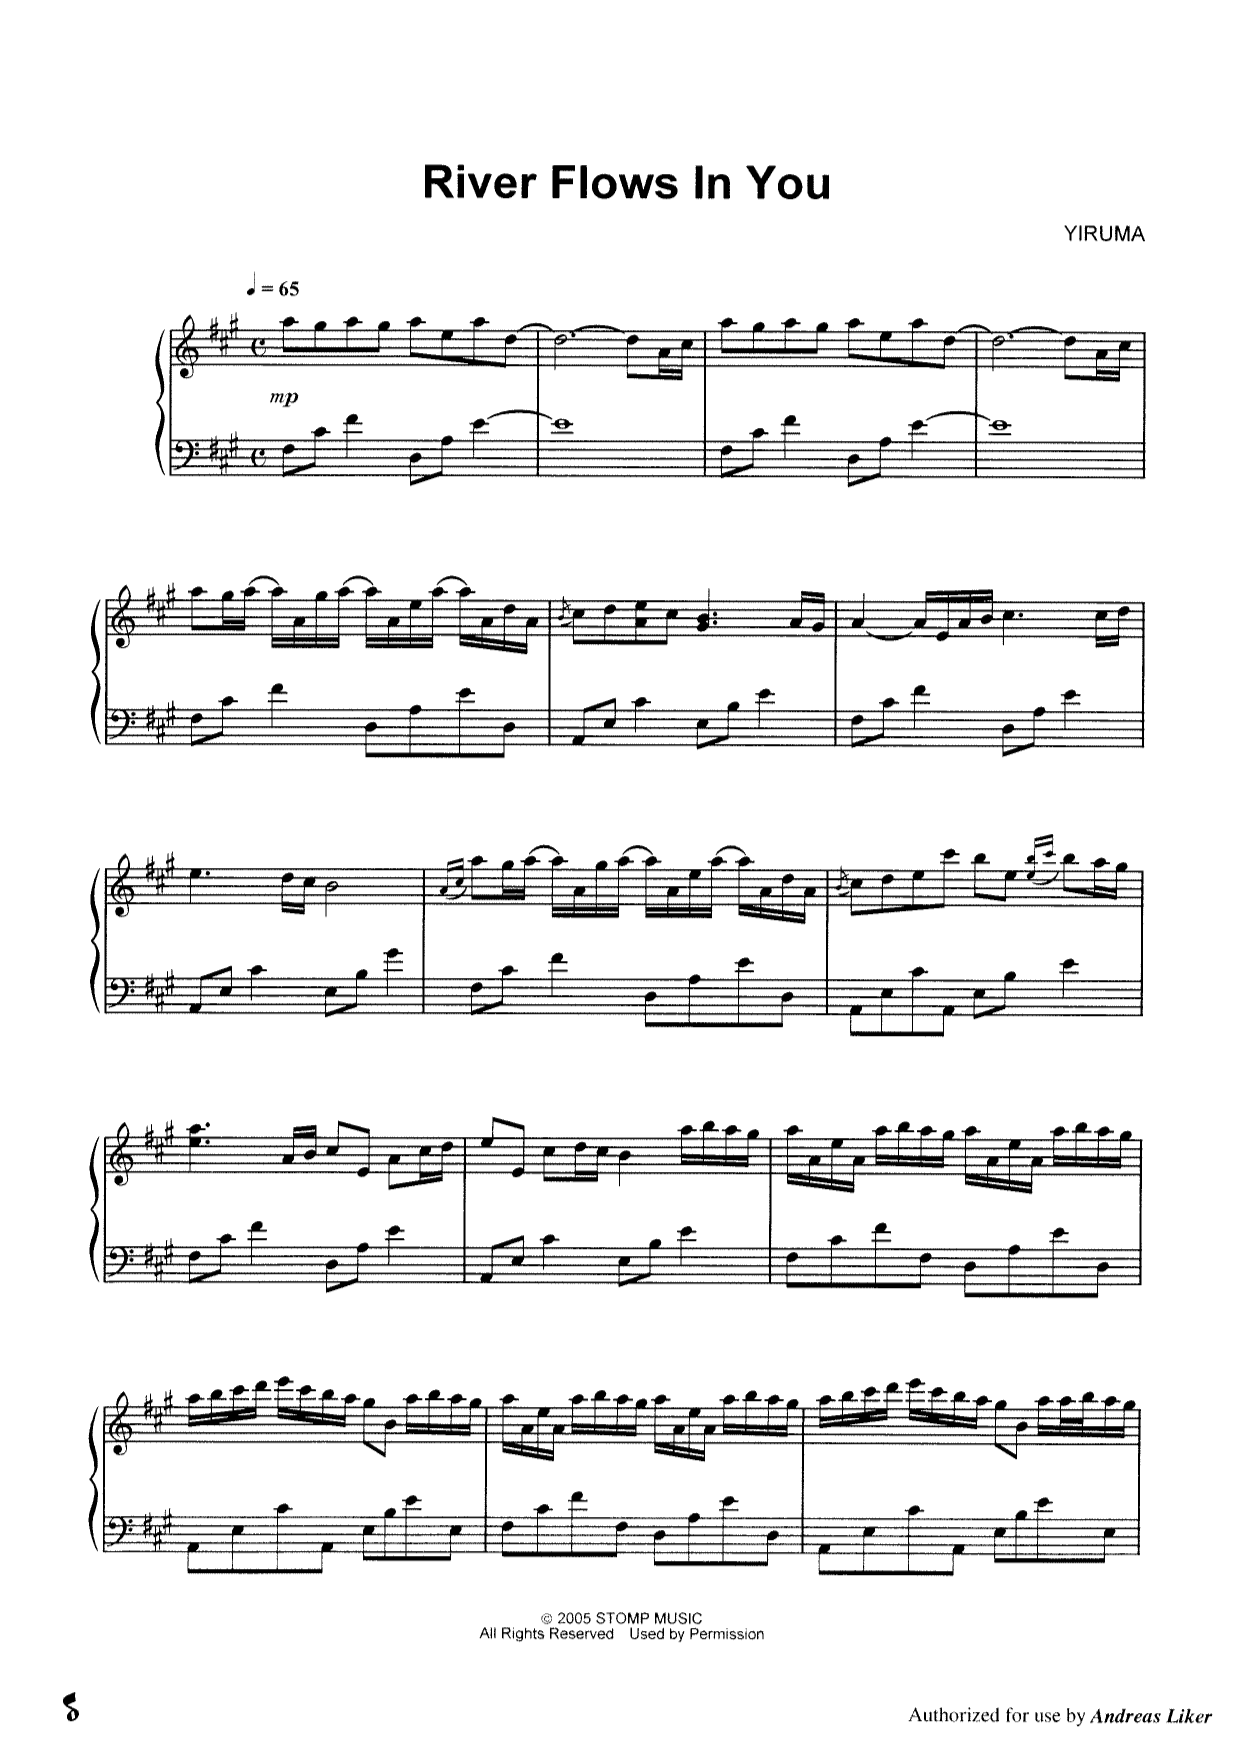 River Flows In You
YIRUMA
♩ = 65
mp
© 2005 STOMP MUSIC
All Rights Reserved Used by Permission
8
Authorized for use by Andreas Liker